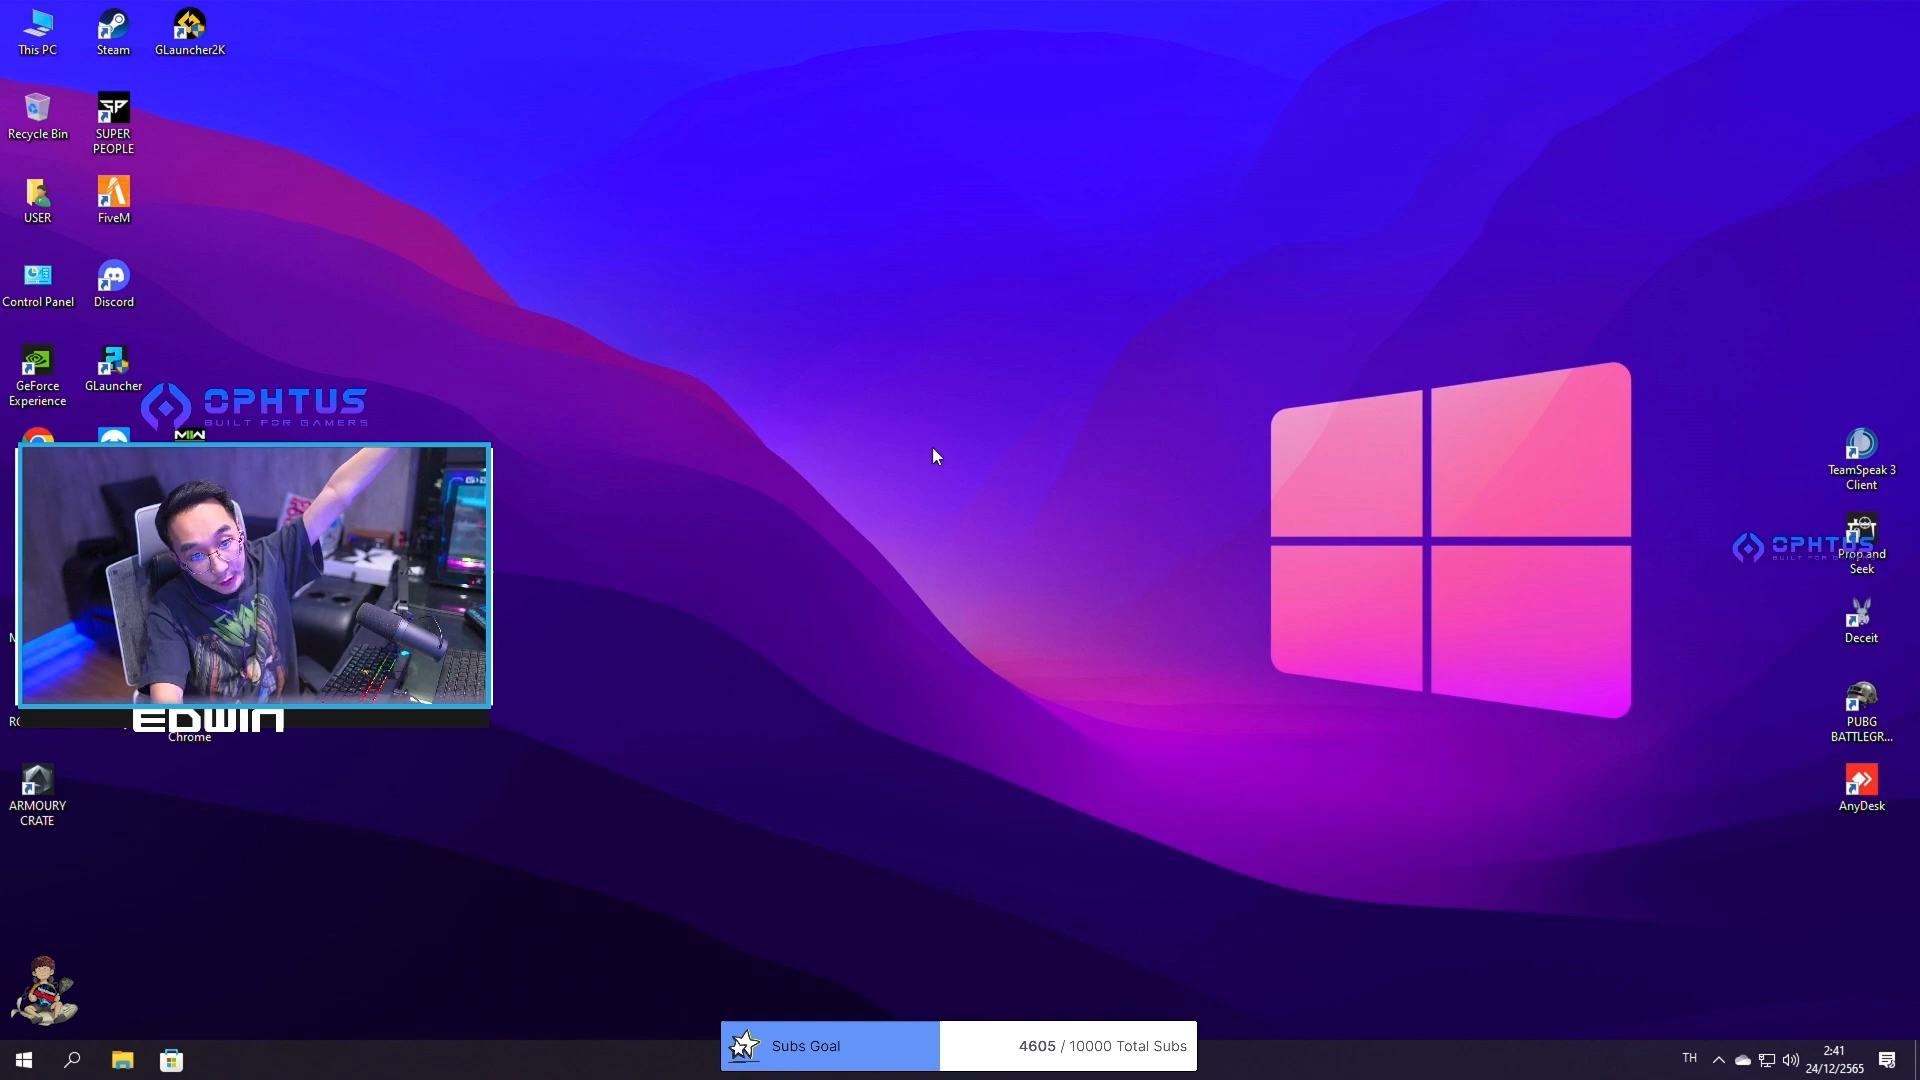 This PC
Steam
GLauncher2K
Recycle Bin
SUPER
PEOPLE
USER
FiveM
Control Panel
Discord
GeForce
Experience
GLauncher
OPHTUS
BUILT FOR GAMERS
MW
EDWIN
Chrome
ARMOURY
CRATE
TeamSpeak 3
Client
OPHTUS
Prop and
Seek
Deceit
PUBG
BATTLEGR...
AnyDesk
Subs Goal
4605 / 10000 Total Subs
TH
2:41
24/12/2565